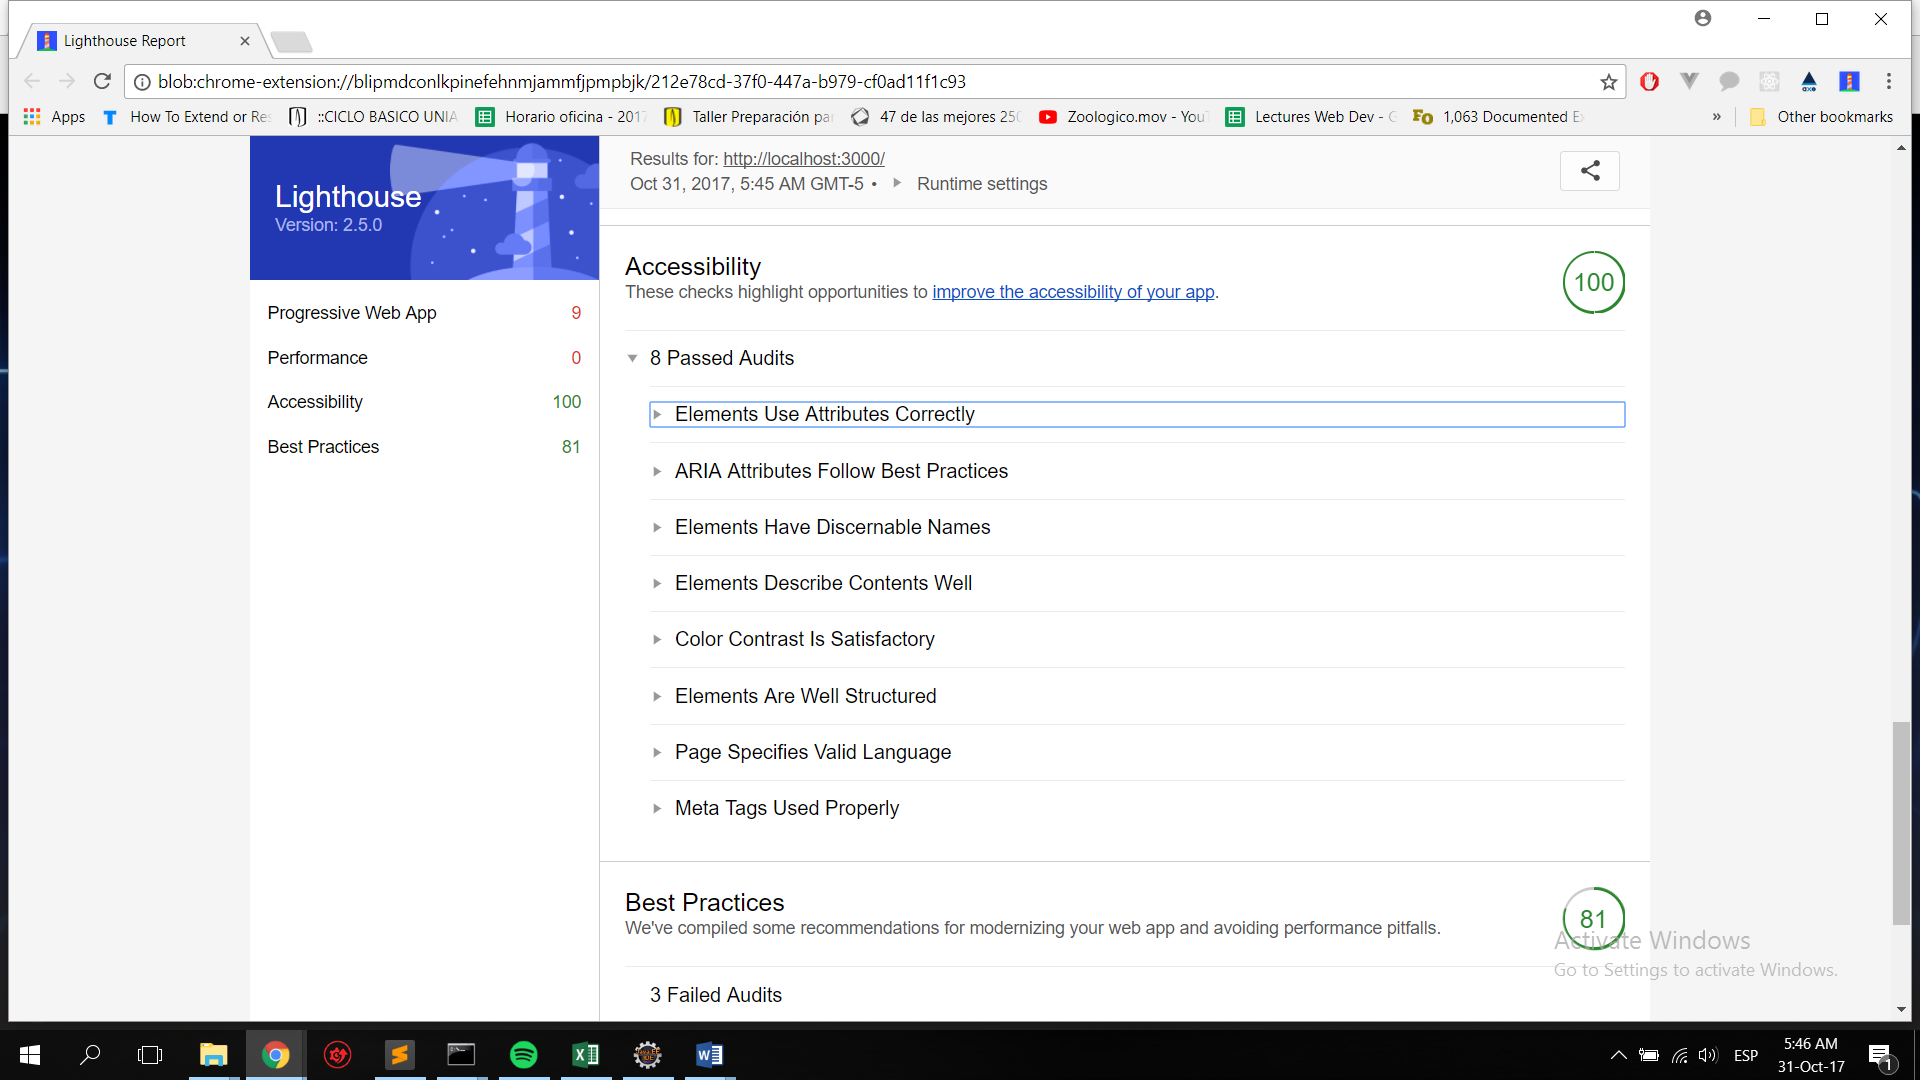 Lighthouse Report
blob:chrome-extension://blipmdconlkpinefehnmjammfjpmpbjk/212e78cd-37f0-447a-b979-cf0ad11f1c93
Apps
How To Extend or Res
::CICLO BASICO UNIA
Horario oficina - 2017
Taller Preparación par
47 de las mejores 250
Zoologico.mov - YouT
Lectures Web Dev - G
Fo 1,063 Documented Ex
» Other bookmarks
Lighthouse
Version: 2.5.0
Progressive Web App 9
Performance 0
Accessibility 100
Best Practices 81
Results for: http://localhost:3000/
Oct 31, 2017, 5:45 AM GMT-5 • Runtime settings
Accessibility
100
These checks highlight opportunities to improve the accessibility of your app.
8 Passed Audits
Elements Use Attributes Correctly
ARIA Attributes Follow Best Practices
Elements Have Discernable Names
Elements Describe Contents Well
Color Contrast Is Satisfactory
Elements Are Well Structured
Page Specifies Valid Language
Meta Tags Used Properly
Best Practices
81
We've compiled some recommendations for modernizing your web app and avoiding performance pitfalls.
Activate Windows
Go to Settings to activate Windows.
3 Failed Audits
ESP
5:46 AM
31-Oct-17
1